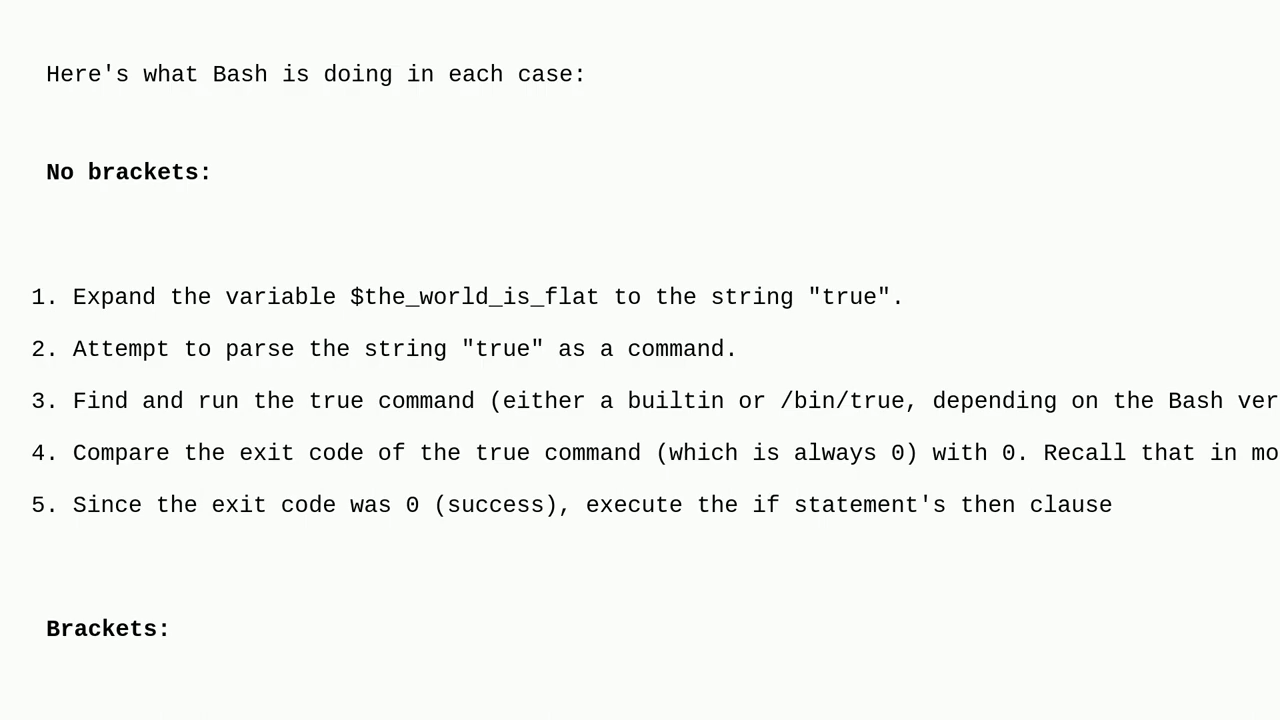 Here's what Bash is doing in each case:
No brackets:
1. Expand the variable $the_world_is_flat to the string "true".
2. Attempt to parse the string "true" as a command.
3. Find and run the true command (either a builtin or /bin/true, depending on the Bash ver
4. Compare the exit code of the true command (which is always 0) with 0. Recall that in mo
5. Since the exit code was 0 (success), execute the if statement's then clause
Brackets: